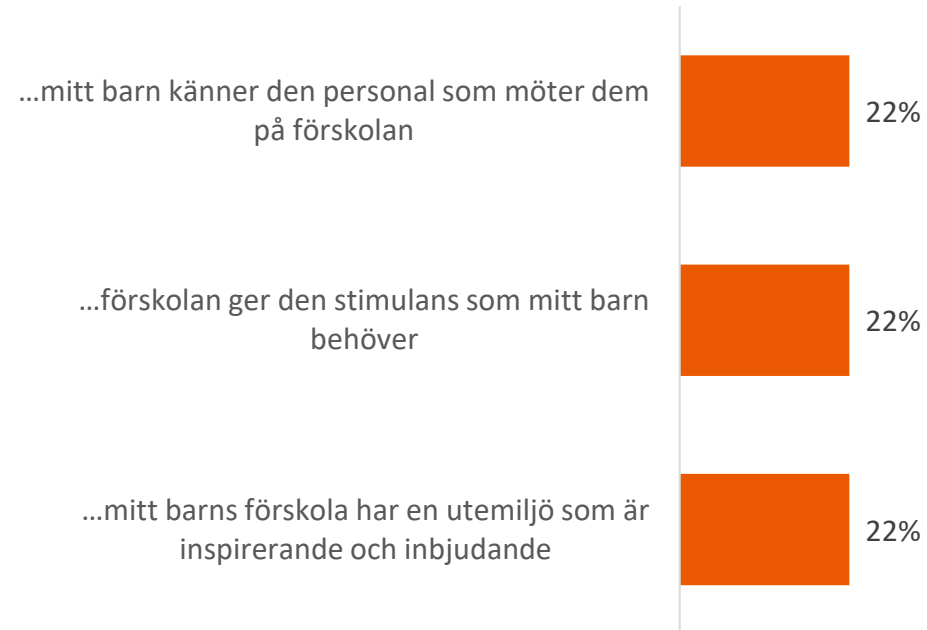 ...mitt barn känner den personal som möter dem
på förskolan
22%
...förskolan ger den stimulans som mitt barn
behöver
22%
...mitt barns förskola har en utemiljö som är
inspirerande och inbjudande
22%